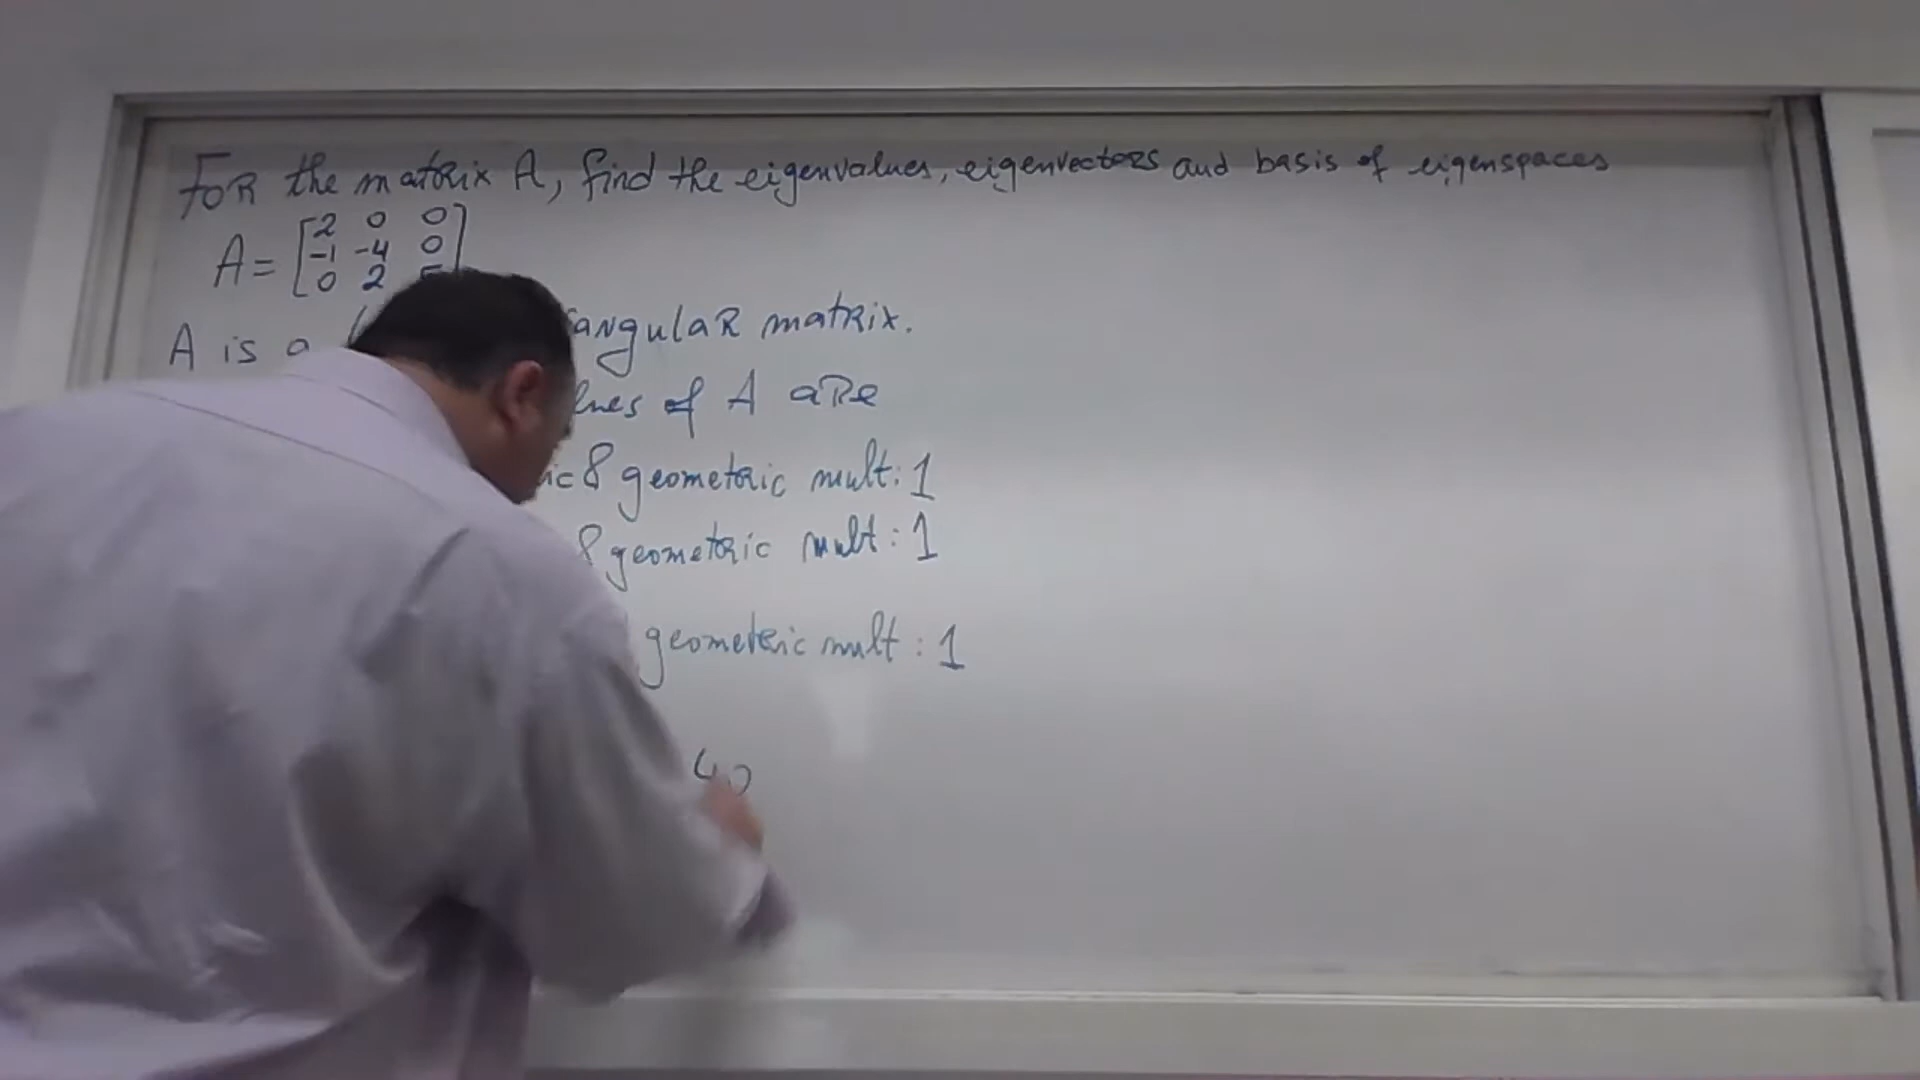 For the matrix A, find the eigenvalues, eigenvectors and basis of eigenspaces
A = [2 0 0
-1 -4 0
0 2
A is a angular matrix.
lues of A are
ic & geometric mult: 1
& geometric mult: 1
geometric mult: 1